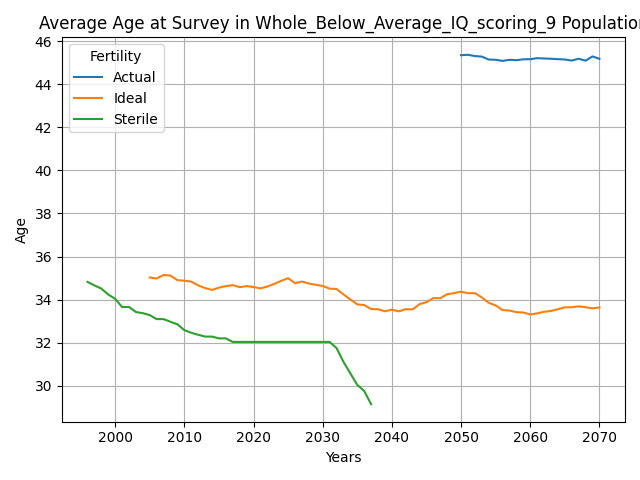 Average Age at Survey in Whole_Below_Average_IQ_scoring_9 Population
Fertility
Actual
Ideal
Sterile
46
44
42
40
38
36
34
32
30
Age
2000 2010 2020 2030 2040 2050 2060 2070
Years